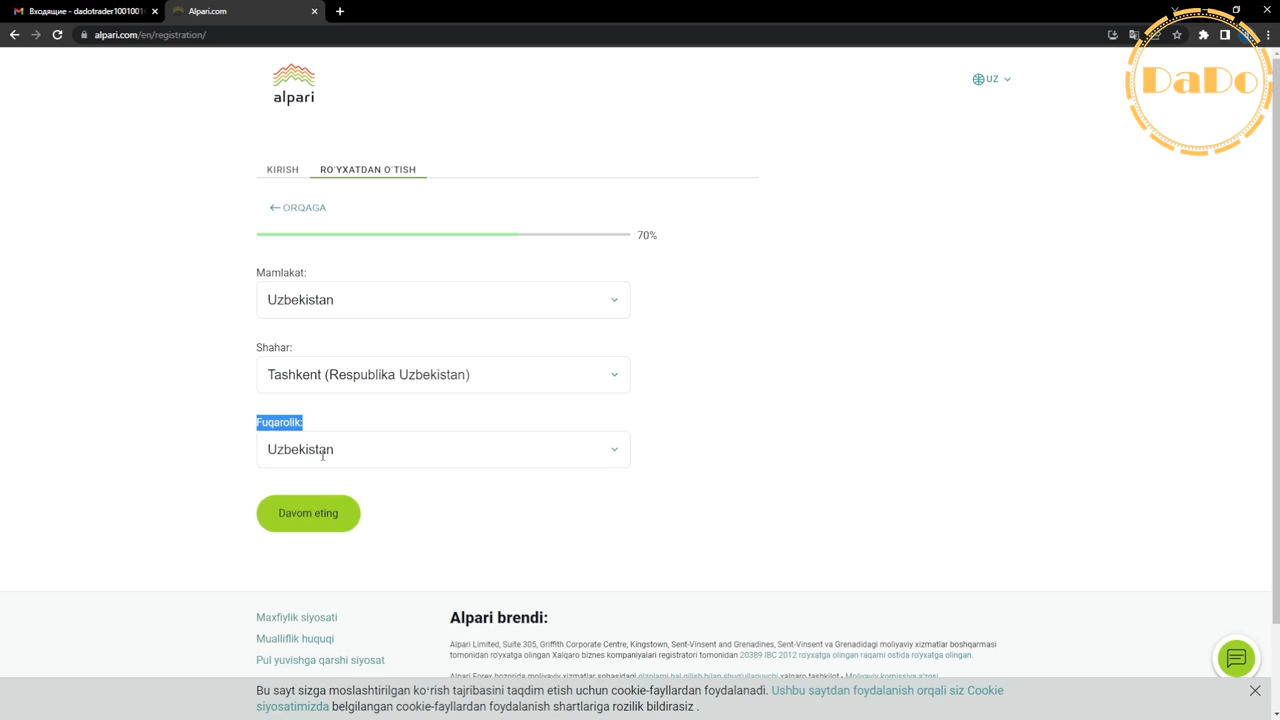 Входящие - dadotrader1001001
Alpari.com
alpari.com/en/registration/
alpari
UZ
DaDo
KIRISH
RO'YXATDAN O'TISH
ORQAGA
70%
Mamlakat:
Uzbekistan
Shahar:
Tashkent (Respublika Uzbekistan)
Fuqarolik:
Uzbekistan
Davom eting
Maxfiylik siyosati
Mualliflik huquqi
Pul yuvishga qarshi siyosat
Alpari brendi:
Alpari Limited, Suite 305, Griffith Corporate Centre, Kingstown, Sent-Vinsent and Grenadines, Sent-Vinsent va Grenadidagi moliyaviy xizmatlar boshqarmasi
tomonidan ro'yxatga olingan Xalqaro biznes kompaniyalari registratori tomonidan 20389 IBC 2012 ro'yxatga olingan raqami ostida ro'yxatga olingan.
Bu sayt sizga moslashtirilgan ko'rish tajribasini taqdim etish uchun cookie-fayllardan foydalanadi. Ushbu saytdan foydalanish orqali siz Cookie
siyosatimizda belgilangan cookie-fayllardan foydalanish shartlariga rozilik bildirasiz .